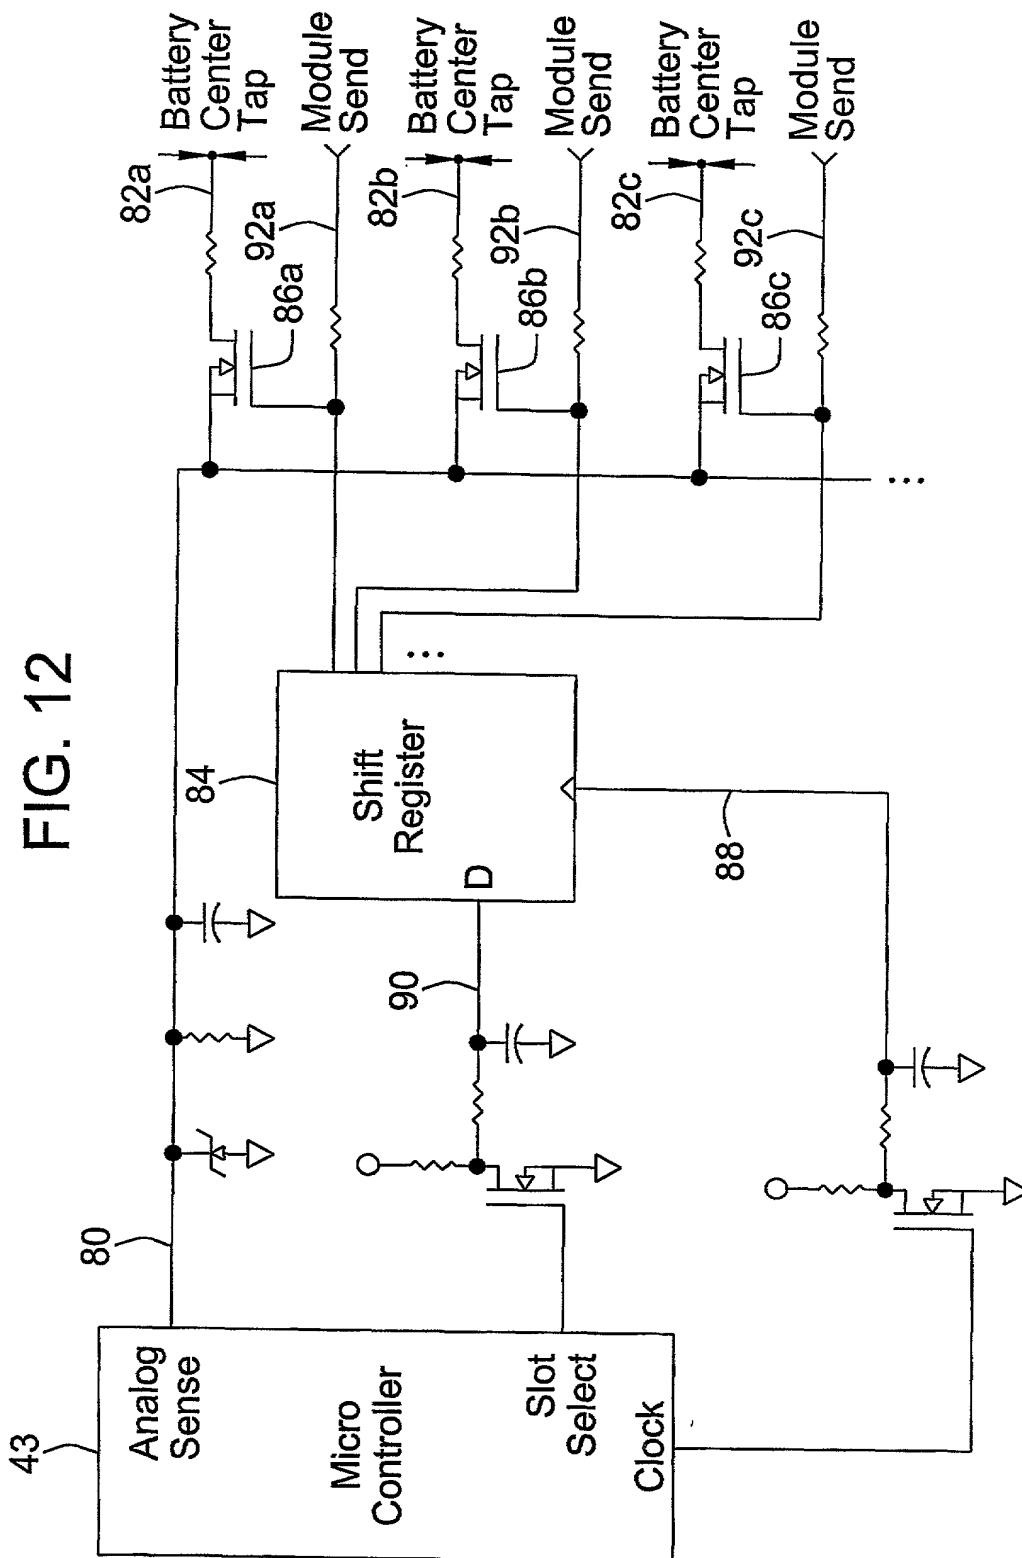 FIG. 12
43
Analog
Sense
Micro
Controller
Slot
Select
Clock
80
90
84
Shift
Register
D
88
82a
Battery
Center
Tap
92a
Module
Send
86a
82b
Battery
Center
Tap
92b
Module
Send
86b
82c
Battery
Center
Tap
92c
Module
Send
86c
...
...